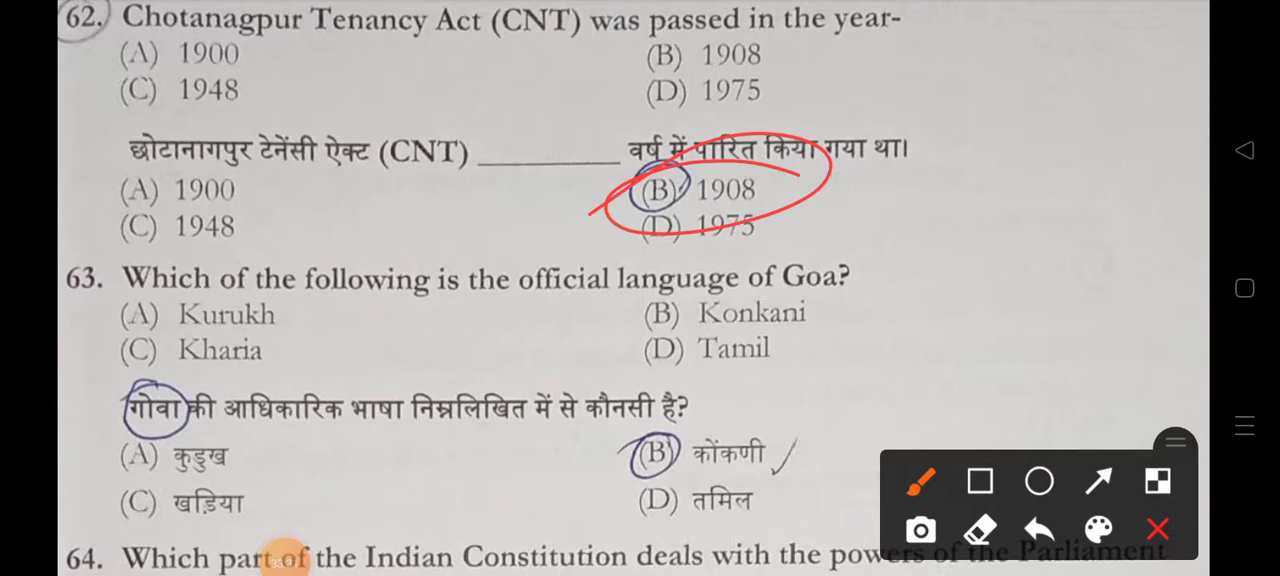 62. Chotanagpur Tenancy Act (CNT) was passed in the year-
(A) 1900 (B) 1908
(C) 1948 (D) 1975
छोटानागपुर टेनेंसी ऐक्ट (CNT) __________ वर्ष में पारित किया गया था।
(A) 1900 (B) 1908
(C) 1948 (D) 1975
63. Which of the following is the official language of Goa?
(A) Kurukh (B) Konkani
(C) Kharia (D) Tamil
गोवा की आधिकारिक भाषा निम्नलिखित में से कौनसी है?
(A) कुडुख (B) कोंकणी
(C) खड़िया (D) तमिल
64. Which part of the Indian Constitution deals with the powers of the Parliament